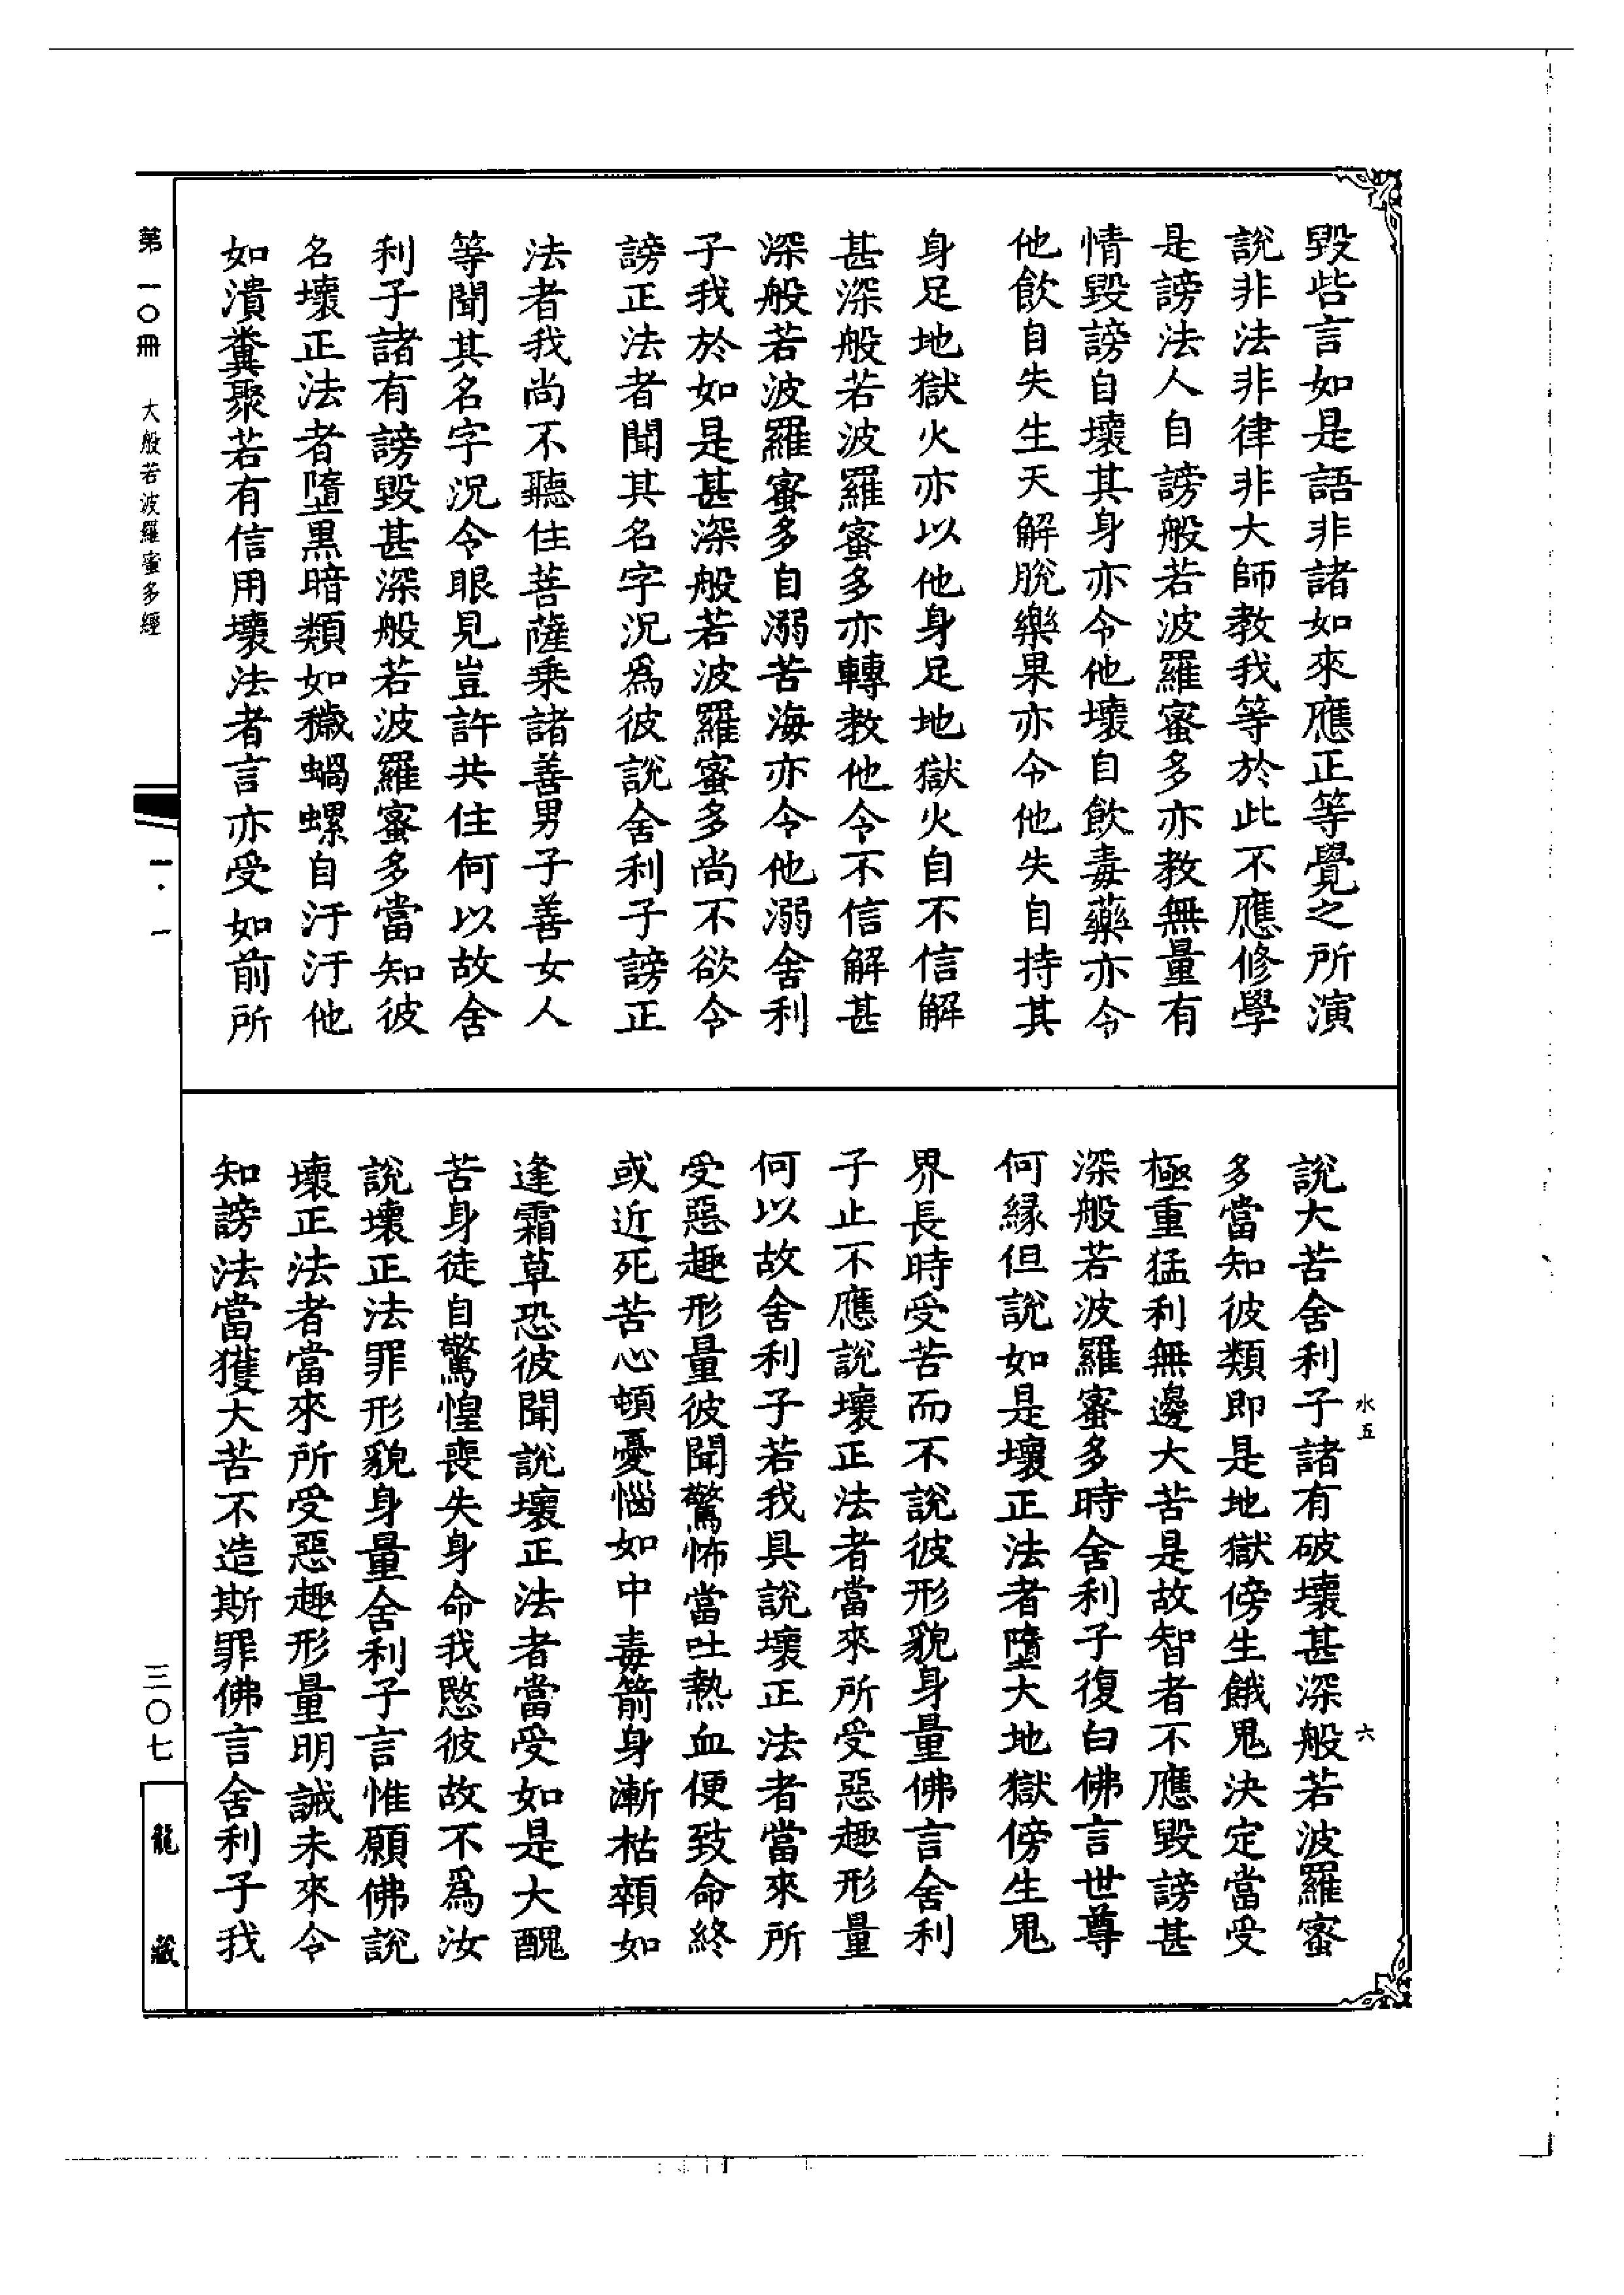 毀呰言如是語非諸如來應正等覺之所演
說非法非律非大師教我等於此不應修學
是謗法人自謗般若波羅蜜多亦教無量有
情毀謗自壞其身亦令他壞自飲毒藥亦令
他飲自失生天解脫樂果亦令他失自持其
身足地獄火亦以他身足地獄火自不信解
甚深般若波羅蜜多亦轉教他令不信解甚
深般若波羅蜜多自溺苦海亦令他溺舍利
子我於如是甚深般若波羅蜜多尚不欲令
謗正法者聞其名字況爲彼說舍利子謗正
法者我尚不聽住菩薩乘諸善男子善女人
等聞其名字況令眼見豈許共住何以故舍
利子諸有謗毀甚深般若波羅蜜多當知彼
名壞正法者墮黑暗類如穢蝸螺自汙汙他
如潰糞聚若有信用壞法者言亦受如前所
說大苦舍利子諸有破壞甚深般若波羅蜜
多當知彼類即是地獄傍生餓鬼決定當受
極重猛利無邊大苦是故智者不應毀謗甚
深般若波羅蜜多時舍利子復白佛言世尊
何緣但說如是壞正法者墮大地獄傍生鬼
界長時受苦而不說彼形貌身量佛言舍利
子止不應說壞正法者當來所受惡趣形量
何以故舍利子若我具說壞正法者當來所
受惡趣形量彼聞驚怖當吐熱血便致命終
或近死苦心頓憂惱如中毒箭身漸枯顇如
逢霜草恐彼聞說壞正法者當受如是大醜
苦身徒自驚惶喪失身命我愍彼故不爲汝
說壞正法罪形貌身量舍利子言惟願佛說
壞正法者當來所受惡趣形量明誡未來令
知謗法當獲大苦不造斯罪佛言舍利子我
水五 六
第一〇冊 大般若波羅蜜多經
一·一
三〇七
龍藏